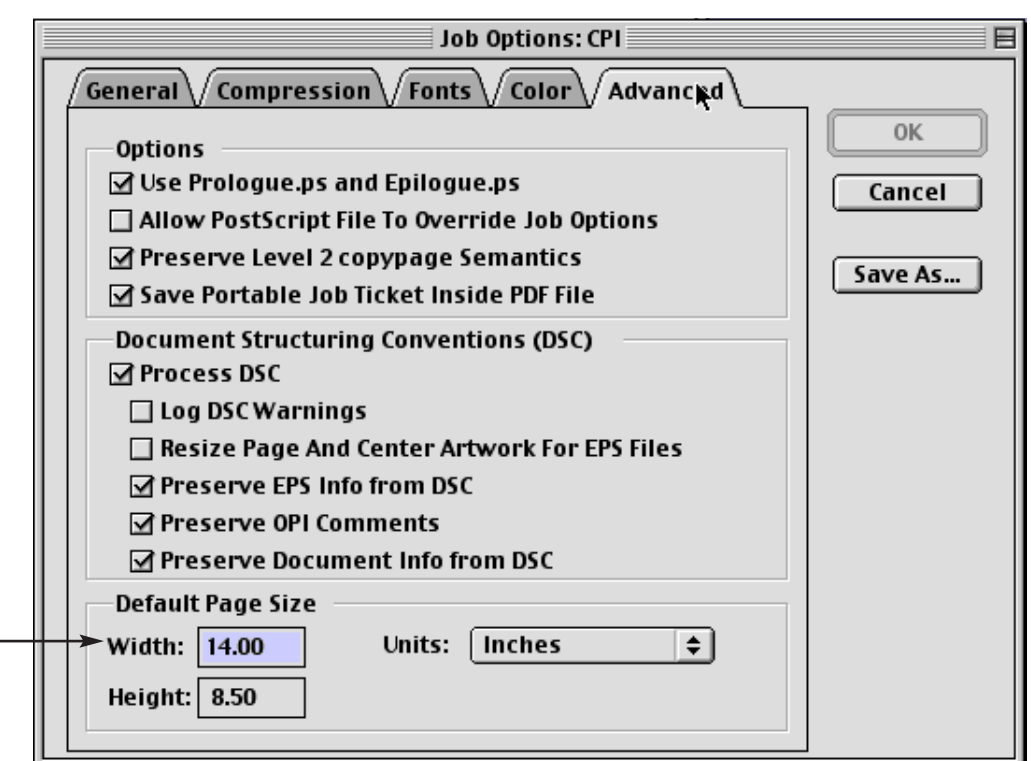 Job Options: CPI
General Compression Fonts Color Advanced
OK
Cancel
Save As...
Options
Use Prologue.ps and Epilogue.ps
Allow PostScript File To Override Job Options
Preserve Level 2 copypage Semantics
Save Portable Job Ticket Inside PDF File
Document Structuring Conventions (DSC)
Process DSC
Log DSC Warnings
Resize Page And Center Artwork For EPS Files
Preserve EPS Info from DSC
Preserve OPI Comments
Preserve Document Info from DSC
Default Page Size
Width: 14.00 Units: Inches
Height: 8.50